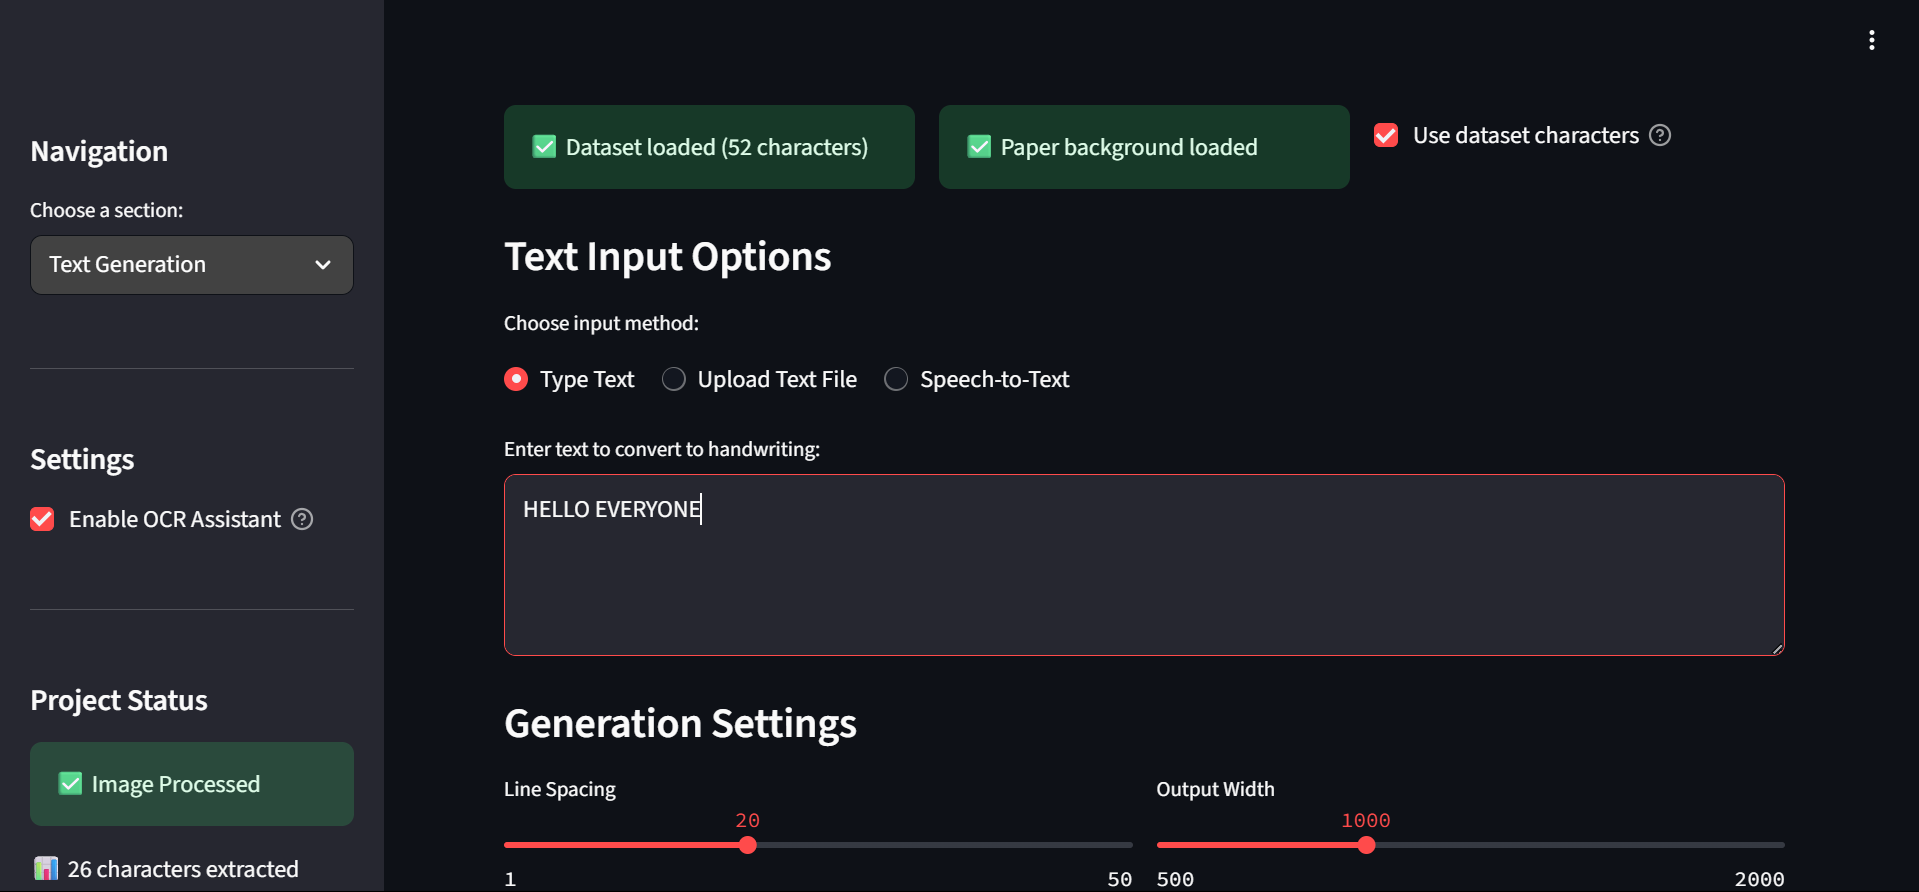 Navigation
Choose a section:
Text Generation
Settings
Enable OCR Assistant
Project Status
Image Processed
26 characters extracted
Dataset loaded (52 characters)
Paper background loaded
Use dataset characters
Text Input Options
Choose input method:
Type Text
Upload Text File
Speech-to-Text
Enter text to convert to handwriting:
HELLO EVERYONE
Generation Settings
Line Spacing
20
1 50
Output Width
1000
500 2000